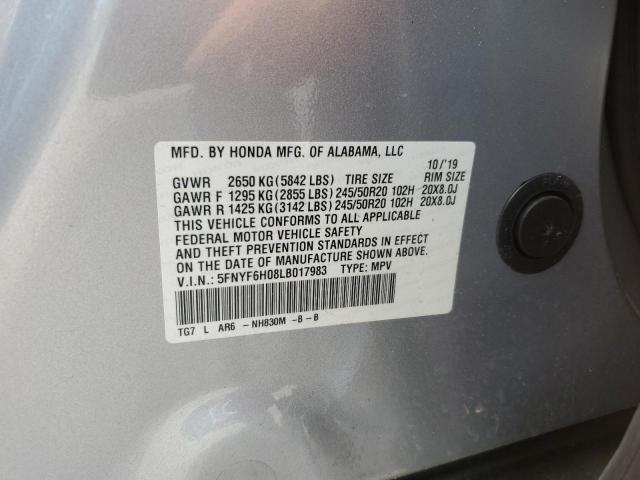 MFD. BY HONDA MFG. OF ALABAMA, LLC 10/'19
GVWR 2650 KG (5842 LBS) TIRE SIZE RIM SIZE
GAWR F 1295 KG (2855 LBS) 245/50R20 102H 20X8.0J
GAWR R 1425 KG (3142 LBS) 245/50R20 102H 20X8.0J
THIS VEHICLE CONFORMS TO ALL APPLICABLE
FEDERAL MOTOR VEHICLE SAFETY
AND THEFT PREVENTION STANDARDS IN EFFECT
ON THE DATE OF MANUFACTURE SHOWN ABOVE.
V.I.N.: 5FNYF6H08LB017983 TYPE: MPV
TG7 L AR6 -NH830M -B-B